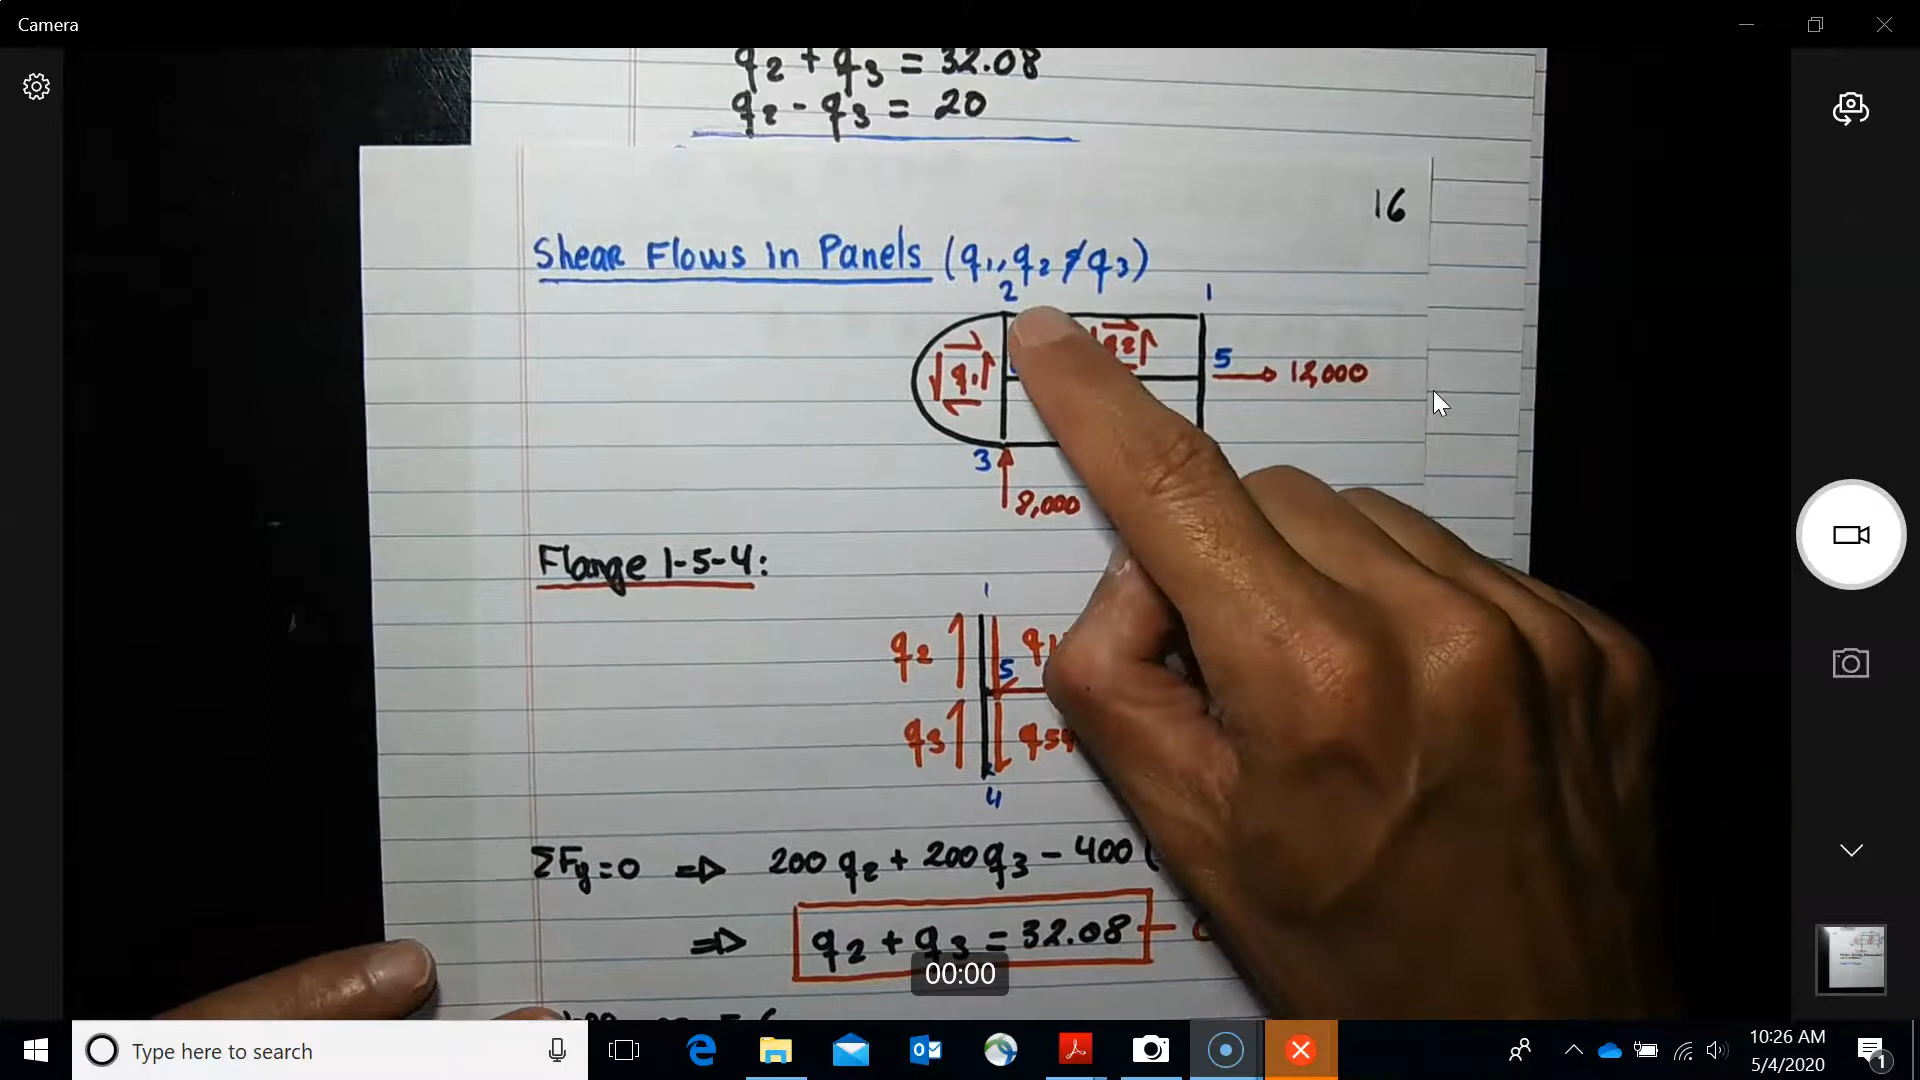 Camera
q2 + q3 = 32.08
q2 - q3 = 20
16
Shear Flows In Panels (q1, q2 & q3)
2
1
q1
q2
5
12,000
3
8,000
Flange 1-5-4:
1
q2
5
q3
4
ΣFy = 0 ⇒ 200 q2 + 200 q3 - 400 (
⇒ q2 + q3 = 32.08
00:00
Type here to search
10:26 AM
5/4/2020
1